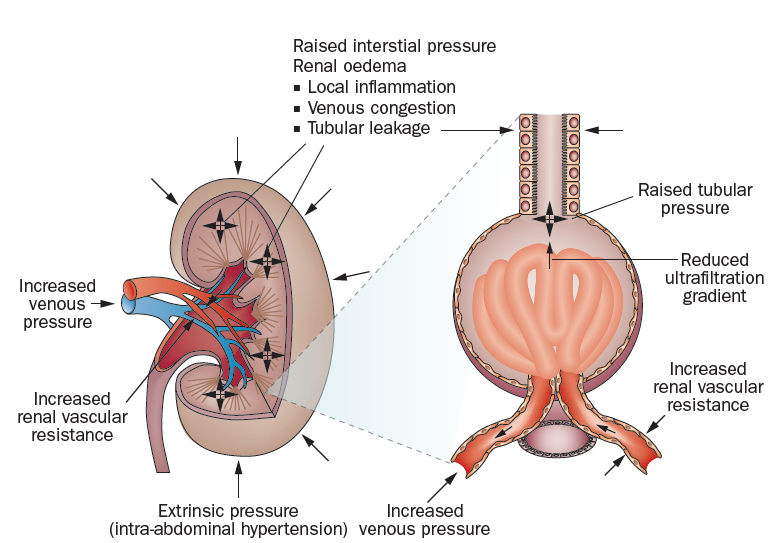 Raised interstial pressure
Renal oedema
▪ Local inflammation
▪ Venous congestion
▪ Tubular leakage
Raised tubular
pressure
Reduced
ultrafiltration
gradient
Increased
venous
pressure
Increased
renal vascular
resistance
Increased
renal vascular
resistance
Extrinsic pressure
(intra-abdominal hypertension)
Increased
venous pressure